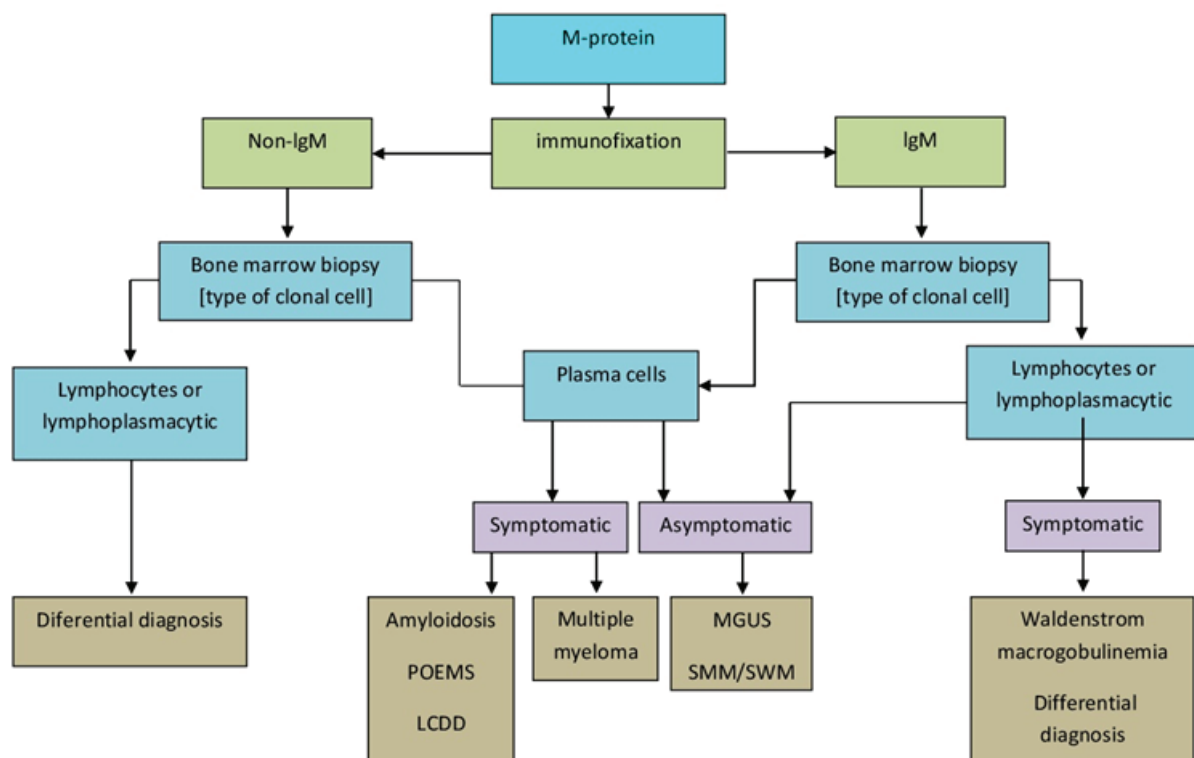 M-protein
Non-IgM
immunofixation
IgM
Bone marrow biopsy
[type of clonal cell]
Bone marrow biopsy
[type of clonal cell]
Plasma cells
Lymphocytes or
lymphoplasmacytic
Lymphocytes or
lymphoplasmacytic
Symptomatic
Asymptomatic
Symptomatic
Diferential diagnosis
Amyloidosis
POEMS
LCDD
Multiple
myeloma
MGUS
SMM/SWM
Waldenstrom
macrogobulinemia
Differential
diagnosis